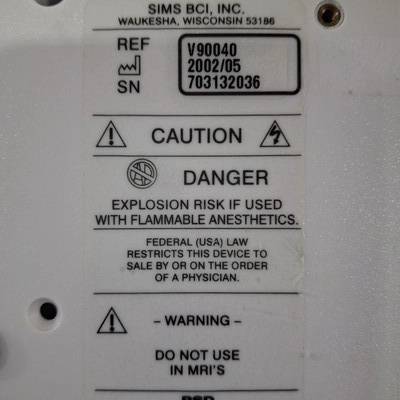 SIMS BCI, INC.
WAUKESHA, WISCONSIN 53186
REF V90040
2002/05
SN 703132036
CAUTION
DANGER
EXPLOSION RISK IF USED
WITH FLAMMABLE ANESTHETICS.
FEDERAL (USA) LAW
RESTRICTS THIS DEVICE TO
SALE BY OR ON THE ORDER
OF A PHYSICIAN.
- WARNING -
DO NOT USE
IN MRI'S